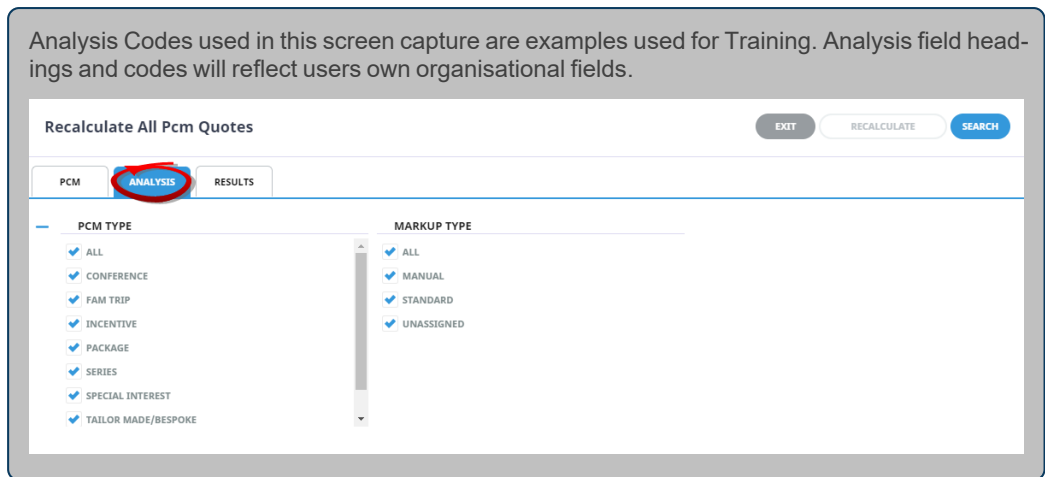 Analysis Codes used in this screen capture are examples used for Training. Analysis field head-
ings and codes will reflect users own organisational fields.
Recalculate All Pcm Quotes
EXIT
RECALCULATE
SEARCH
PCM
ANALYSIS
RESULTS
PCM TYPE
ALL
CONFERENCE
FAM TRIP
INCENTIVE
PACKAGE
SERIES
SPECIAL INTEREST
TAILOR MADE/BESPOKE
MARKUP TYPE
ALL
MANUAL
STANDARD
UNASSIGNED